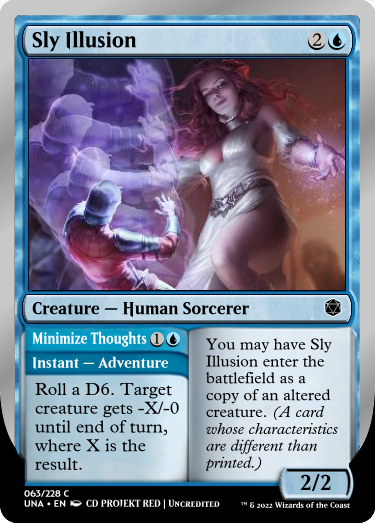 Sly Illusion 2
Creature — Human Sorcerer
Minimize Thoughts 1
Instant — Adventure
Roll a D6. Target
creature gets -X/-0
until end of turn,
where X is the
result.
You may have Sly
Illusion enter the
battlefield as a
copy of an altered
creature. (A card
whose characteristics
are different than
printed.)
2/2
063/228 C
UNA • EN CD PROJEKT RED | Uncredited
™ & © 2022 Wizards of the Coast